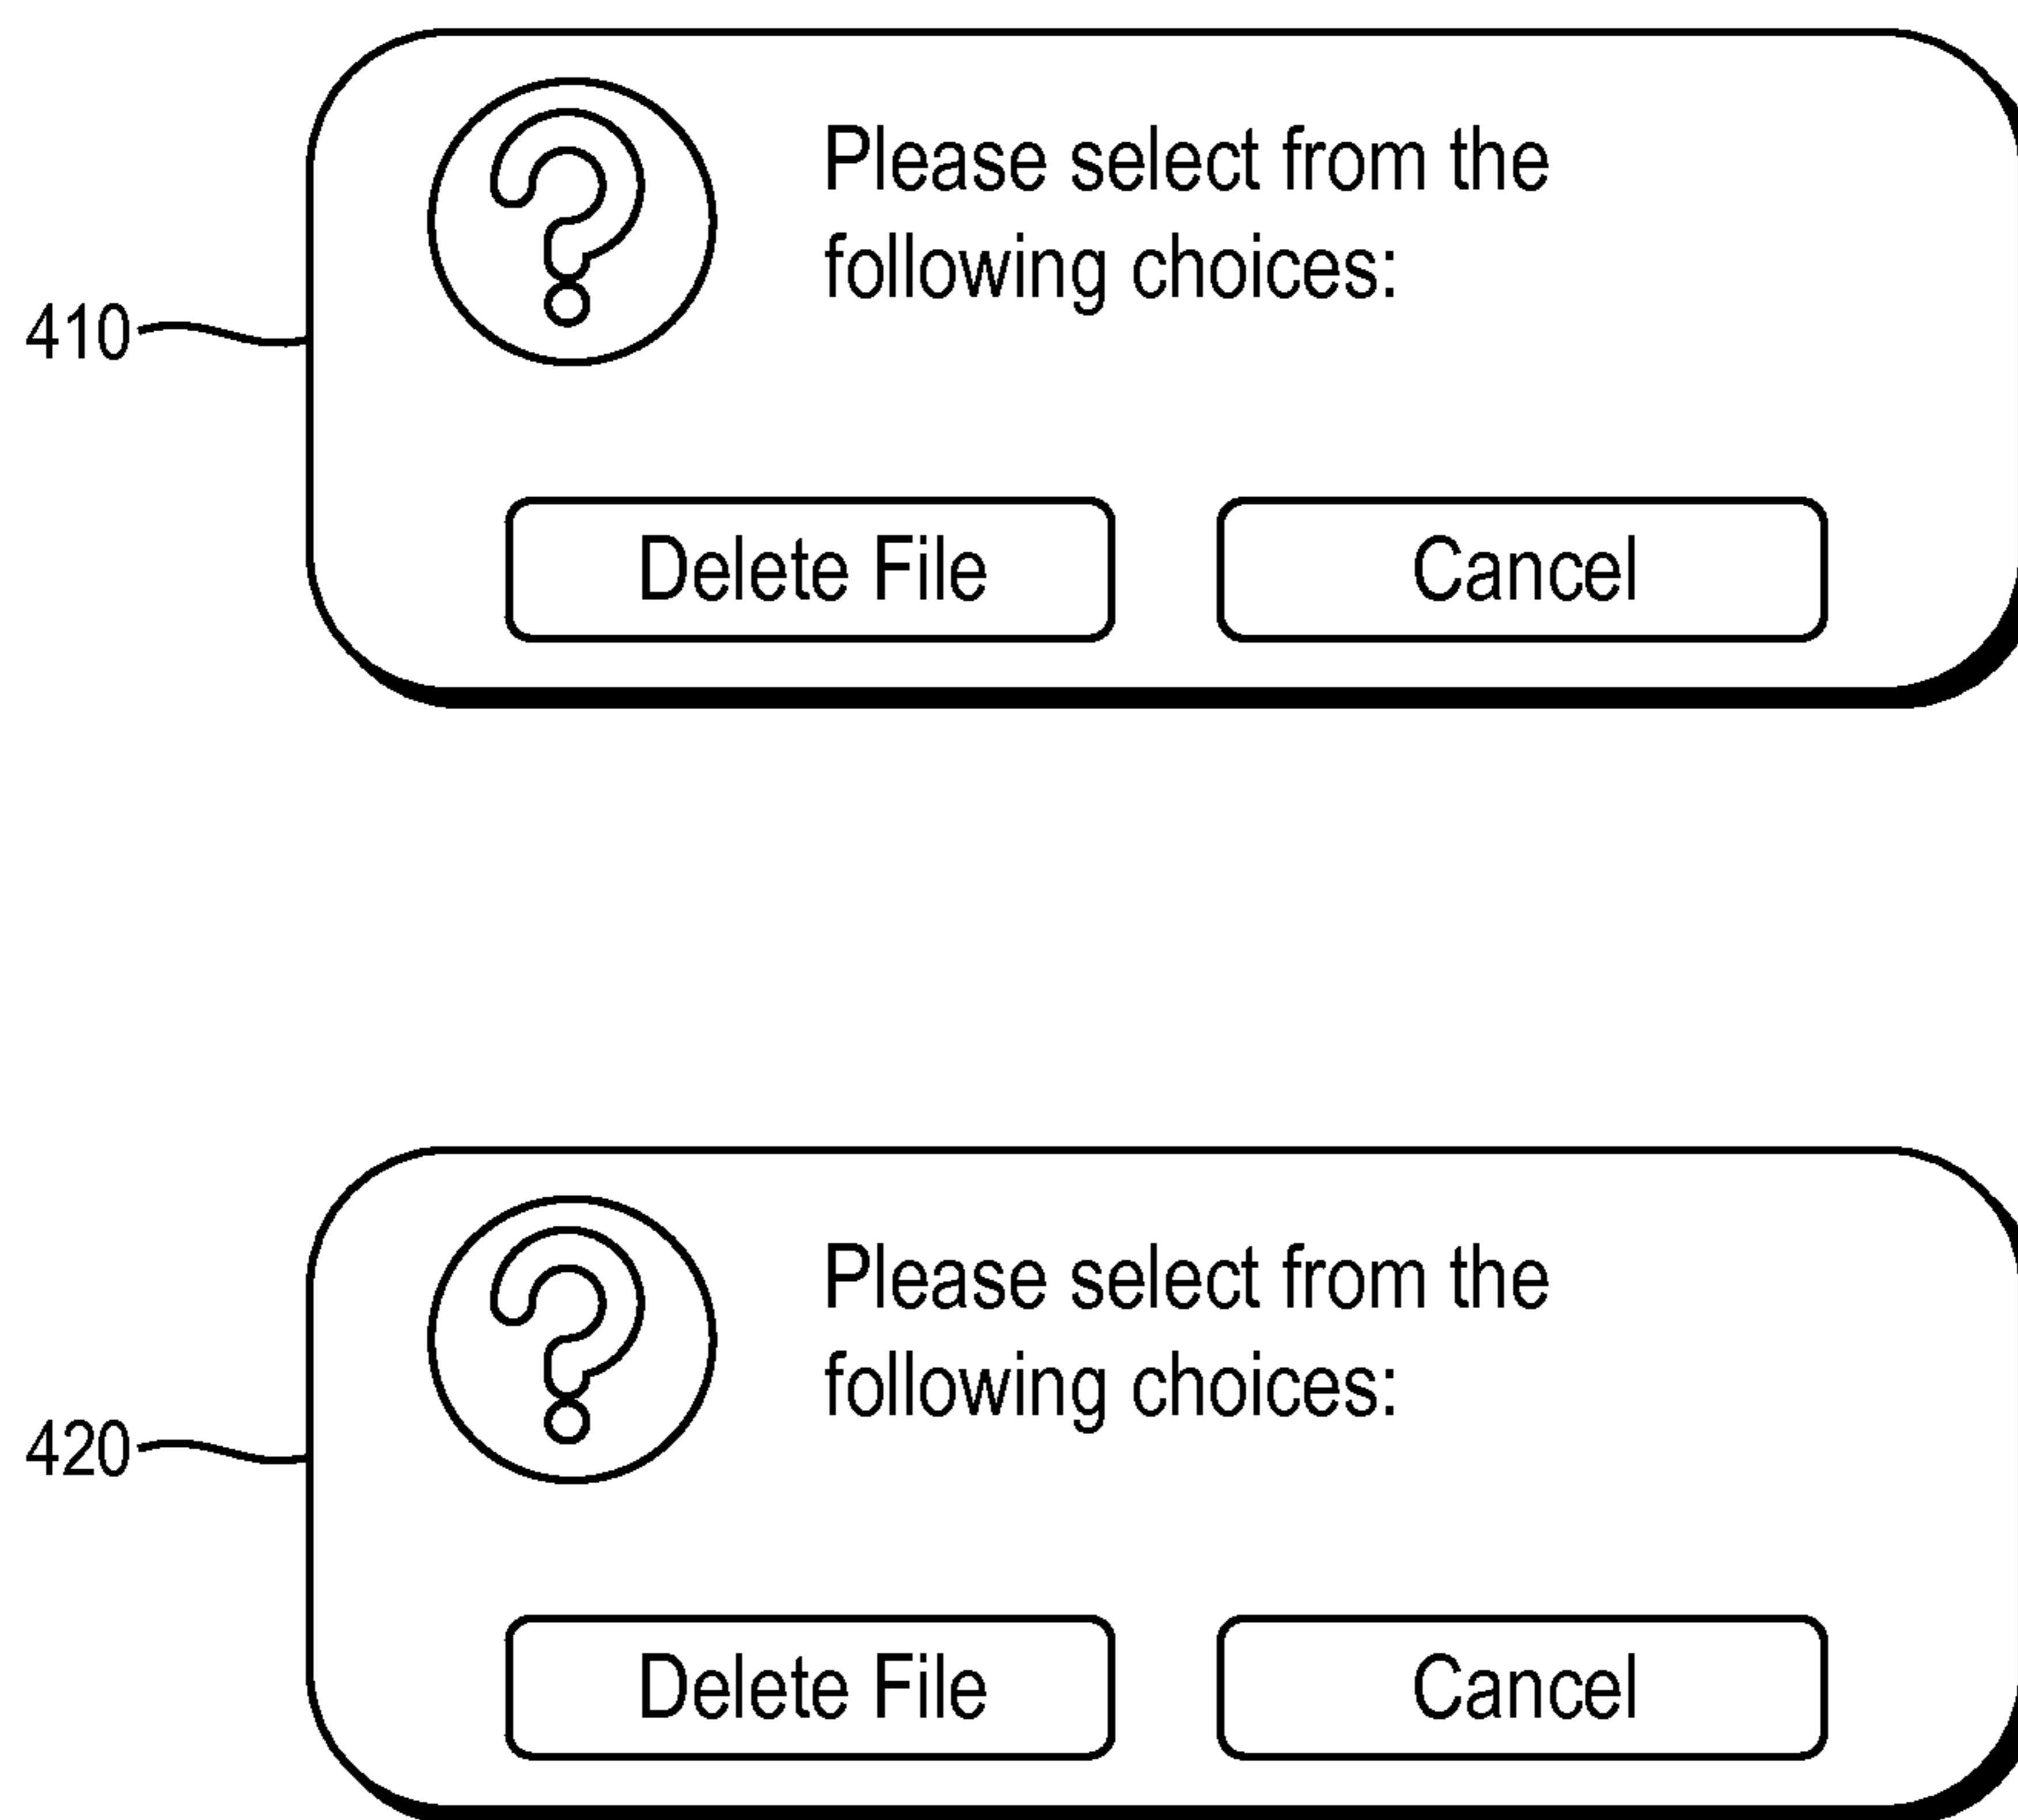 Please select from the
following choices:
410
Delete File Cancel
Please select from the
following choices:
420
Delete File Cancel